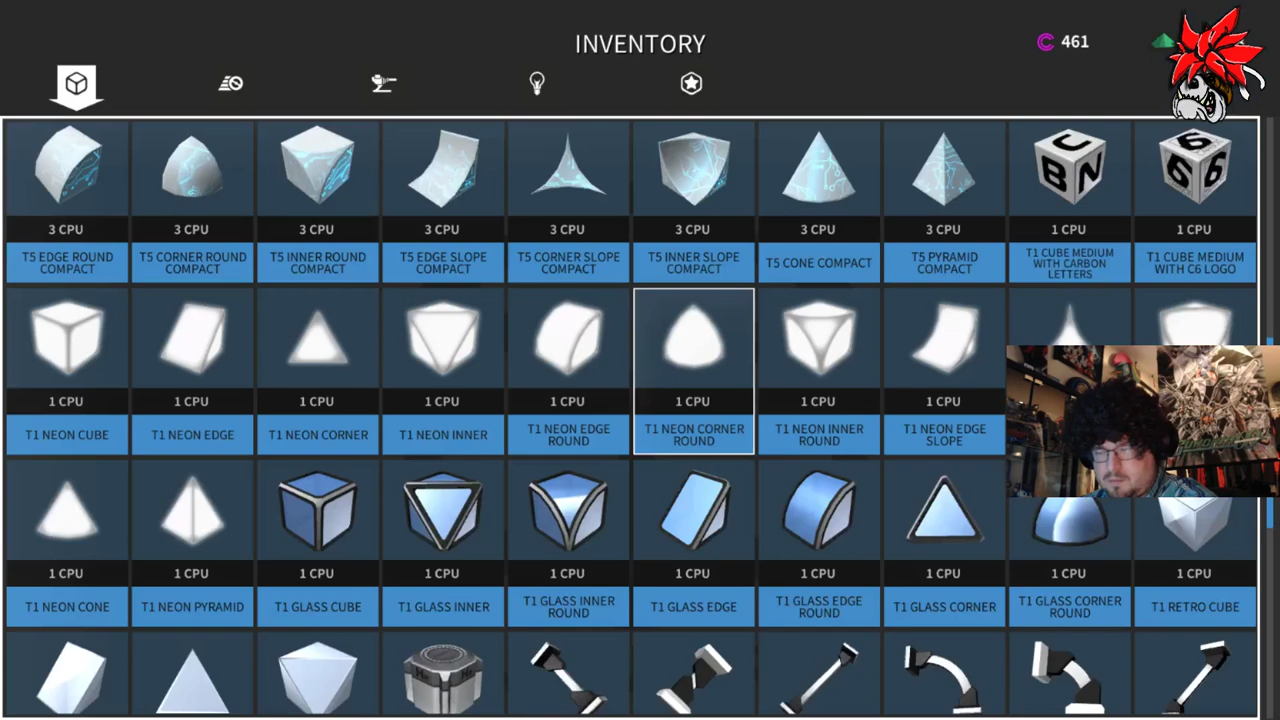 INVENTORY
461
3 CPU
3 CPU
3 CPU
3 CPU
3 CPU
3 CPU
3 CPU
3 CPU
1 CPU
1 CPU
T5 EDGE ROUND
COMPACT
T5 CORNER ROUND
COMPACT
T5 INNER ROUND
COMPACT
T5 EDGE SLOPE
COMPACT
T5 CORNER SLOPE
COMPACT
T5 INNER SLOPE
COMPACT
T5 CONE COMPACT
T5 PYRAMID
COMPACT
T1 CUBE MEDIUM
WITH CARBON
LETTERS
T1 CUBE MEDIUM
WITH C6 LOGO
C
B N
6
6 6
1 CPU
1 CPU
1 CPU
1 CPU
1 CPU
1 CPU
1 CPU
1 CPU
T1 NEON CUBE
T1 NEON EDGE
T1 NEON CORNER
T1 NEON INNER
T1 NEON EDGE
ROUND
T1 NEON CORNER
ROUND
T1 NEON INNER
ROUND
T1 NEON EDGE
SLOPE
1 CPU
1 CPU
1 CPU
1 CPU
1 CPU
1 CPU
1 CPU
1 CPU
1 CPU
1 CPU
T1 NEON CONE
T1 NEON PYRAMID
T1 GLASS CUBE
T1 GLASS INNER
T1 GLASS INNER
ROUND
T1 GLASS EDGE
T1 GLASS EDGE
ROUND
T1 GLASS CORNER
T1 GLASS CORNER
ROUND
T1 RETRO CUBE